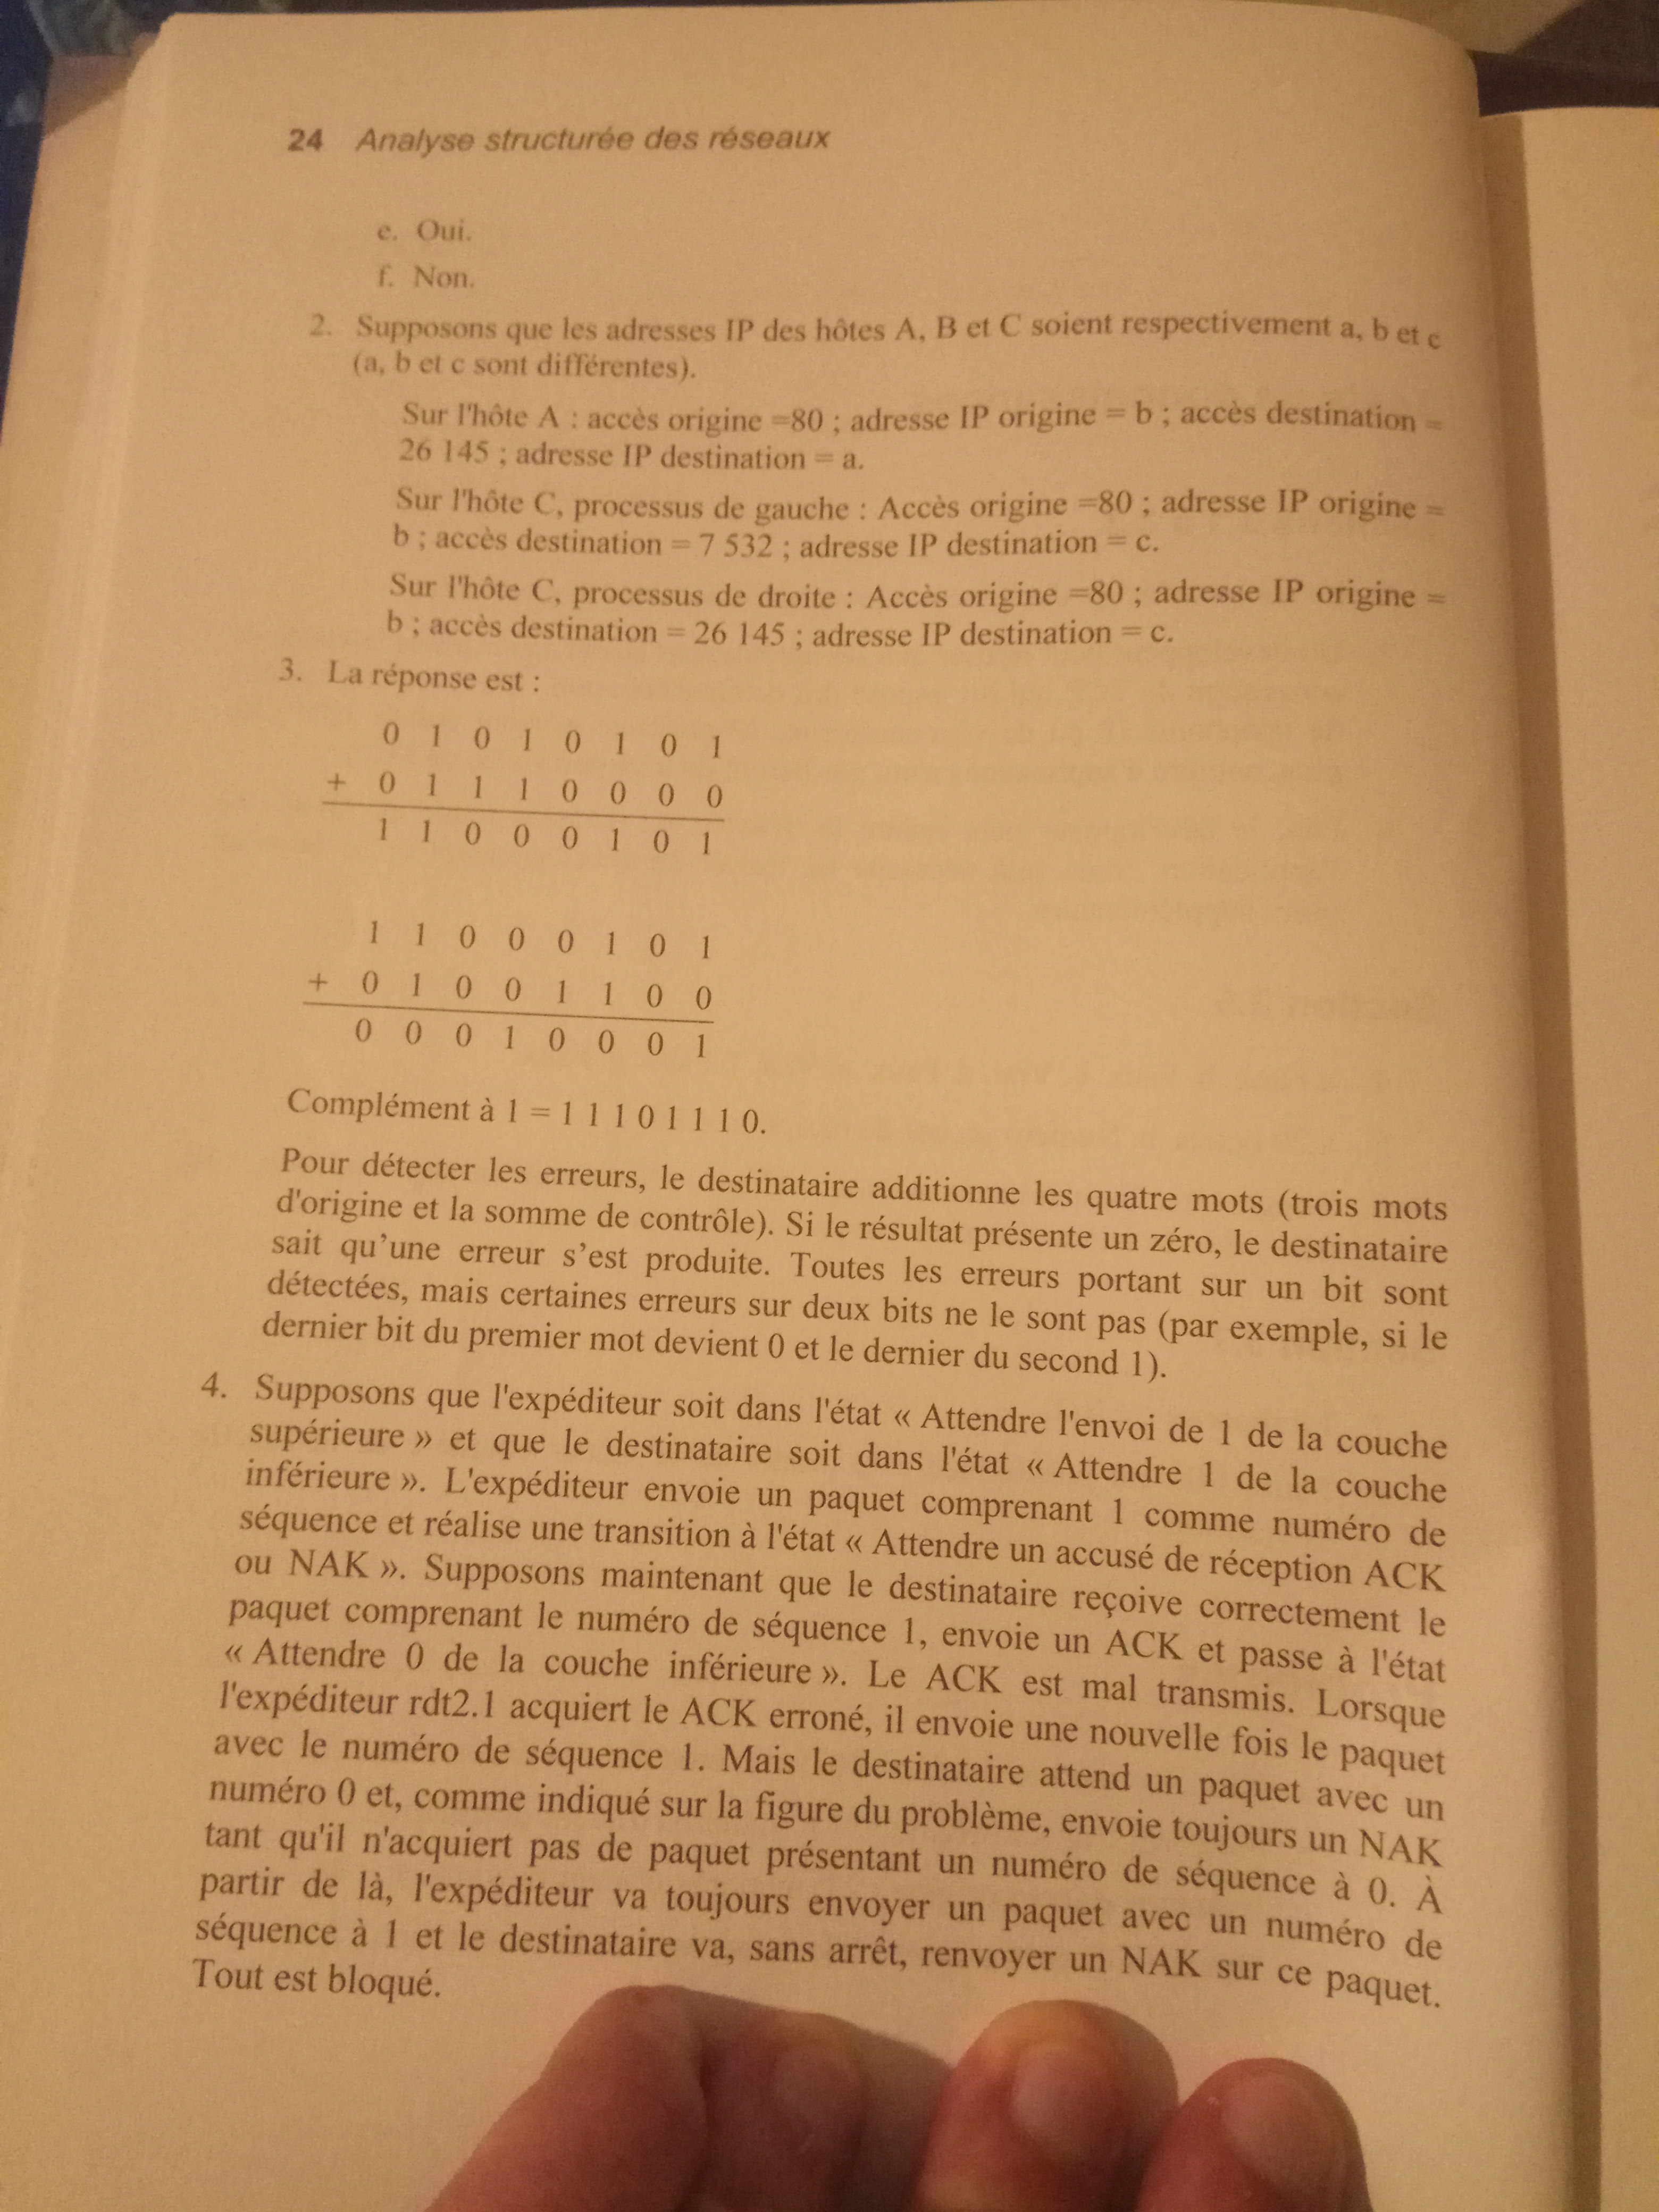 24 Analyse structurée des réseaux
e. Oui.
f. Non.
2. Supposons que les adresses IP des hôtes A, B et C soient respectivement a, b et c
(a, b et c sont différentes).
Sur l'hôte A : accès origine =80 ; adresse IP origine = b ; accès destination =
26 145 ; adresse IP destination = a.
Sur l'hôte C, processus de gauche : Accès origine =80 ; adresse IP origine =
b ; accès destination = 7 532 ; adresse IP destination = c.
Sur l'hôte C, processus de droite : Accès origine =80 ; adresse IP origine =
b ; accès destination = 26 145 ; adresse IP destination = c.
3. La réponse est :
0 1 0 1 0 1 0 1
+ 0 1 1 1 0 0 0 0
1 1 0 0 0 1 0 1
1 1 0 0 0 1 0 1
+ 0 1 0 0 1 1 0 0
0 0 0 1 0 0 0 1
Complément à 1 = 1 1 1 0 1 1 1 0.
Pour détecter les erreurs, le destinataire additionne les quatre mots (trois mots
d'origine et la somme de contrôle). Si le résultat présente un zéro, le destinataire
sait qu’une erreur s’est produite. Toutes les erreurs portant sur un bit sont
détectées, mais certaines erreurs sur deux bits ne le sont pas (par exemple, si le
dernier bit du premier mot devient 0 et le dernier du second 1).
4. Supposons que l'expéditeur soit dans l'état « Attendre l'envoi de 1 de la couche
supérieure » et que le destinataire soit dans l'état « Attendre 1 de la couche
inférieure ». L'expéditeur envoie un paquet comprenant 1 comme numéro de
séquence et réalise une transition à l'état « Attendre un accusé de réception ACK
ou NAK ». Supposons maintenant que le destinataire reçoive correctement le
paquet comprenant le numéro de séquence 1, envoie un ACK et passe à l'état
« Attendre 0 de la couche inférieure ». Le ACK est mal transmis. Lorsque
l'expéditeur rdt2.1 acquiert le ACK erroné, il envoie une nouvelle fois le paquet
avec le numéro de séquence 1. Mais le destinataire attend un paquet avec un
numéro 0 et, comme indiqué sur la figure du problème, envoie toujours un NAK
tant qu'il n'acquiert pas de paquet présentant un numéro de séquence à 0. À
partir de là, l'expéditeur va toujours envoyer un paquet avec un numéro de
séquence à 1 et le destinataire va, sans arrêt, renvoyer un NAK sur ce paquet.
Tout est bloqué.